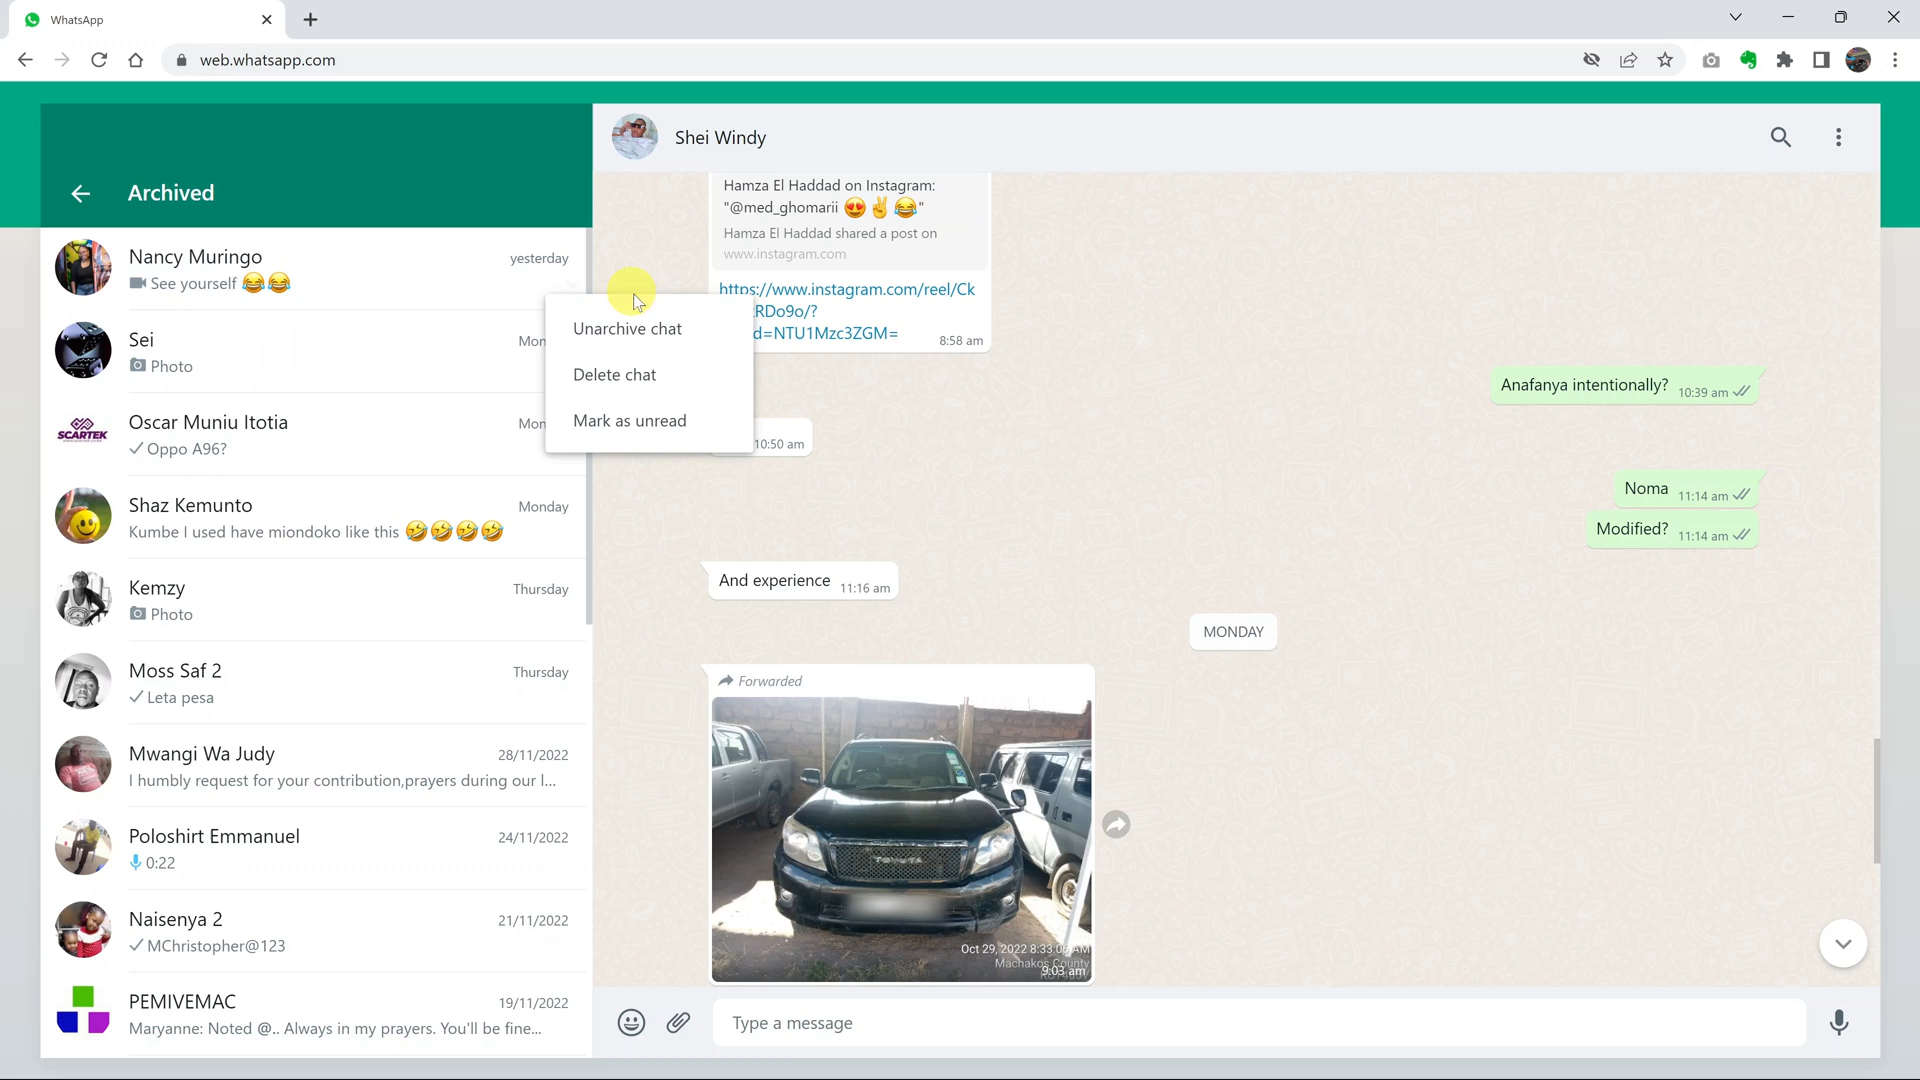 WhatsApp
web.whatsapp.com
Archived
Nancy Muringo
yesterday
See yourself 😂😂
Sei
Mon
Photo
Oscar Muniu Itotia
Mon
Oppo A96?
Shaz Kemunto
Monday
Kumbe I used have miondoko like this 🤣🤣🤣🤣
Kemzy
Thursday
Photo
Moss Saf 2
Thursday
Leta pesa
Mwangi Wa Judy
28/11/2022
I humbly request for your contribution,prayers during our l...
Poloshirt Emmanuel
24/11/2022
0:22
Naisenya 2
21/11/2022
MChristopher@123
PEMIVEMAC
19/11/2022
Maryanne: Noted @.. Always in my prayers. You'll be fine...
Unarchive chat
Delete chat
Mark as unread
Shei Windy
Hamza El Haddad on Instagram:
"@med_ghomarii 😍✌😂"
Hamza El Haddad shared a post on
www.instagram.com
https://www.instagram.com/reel/Ck
RDo9o/?
d=NTU1Mzc3ZGM=
8:58 am
Anafanya intentionally? 10:39 am
10:50 am
Noma 11:14 am
Modified? 11:14 am
And experience 11:16 am
MONDAY
Forwarded
TOYOTA
Oct 29, 2022 8:33:06 AM
Machakos County
9:03 am
Type a message